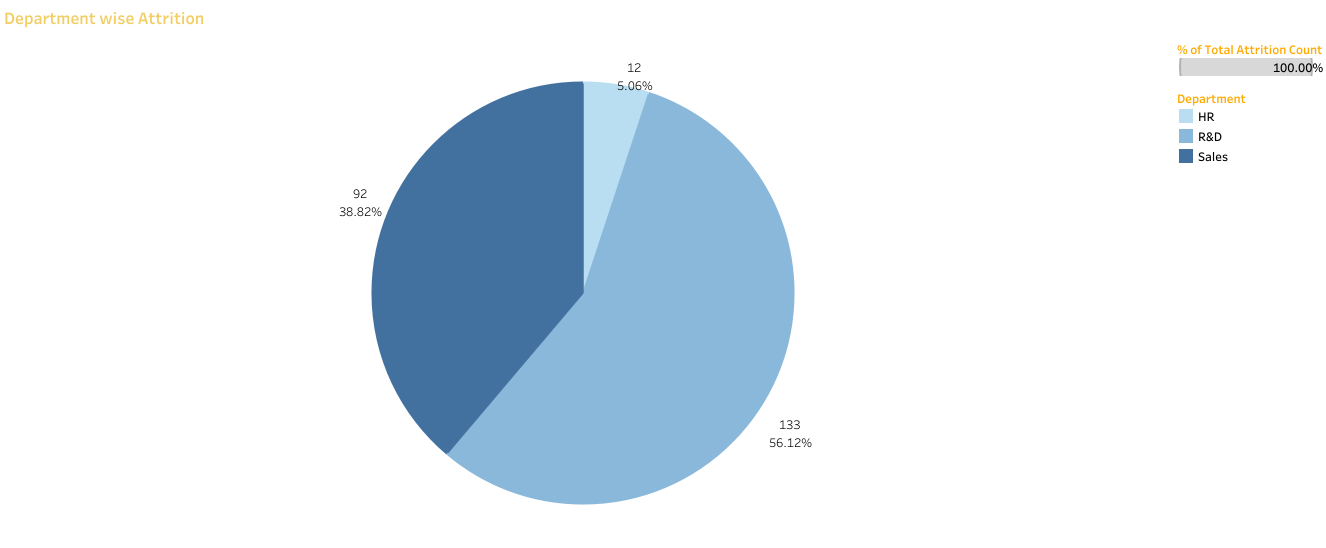 Department wise Attrition
% of Total Attrition Count
100.00%
Department
HR
R&D
Sales
12
5.06%
92
38.82%
133
56.12%